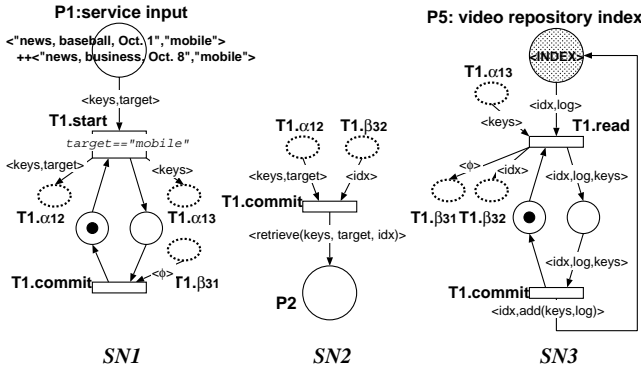 P1:service input
<"news, baseball, Oct. 1","mobile">
++<"news, business, Oct. 8","mobile">
<keys,target>
T1.start
target=="mobile"
<keys,target>
<keys>
T1.α12
T1.α13
<ϕ>
T1.commit
T1.β31
SN1
T1.α12
T1.β32
<keys,target>
<idx>
T1.commit
<retrieve(keys, target, idx)>
P2
SN2
P5: video repository index
<INDEX>
T1.α13
<idx,log>
<keys>
T1.read
<ϕ>
<idx>
<idx,log,keys>
T1.β31
T1.β32
<idx,log,keys>
T1.commit
<idx,add(keys,log)>
SN3